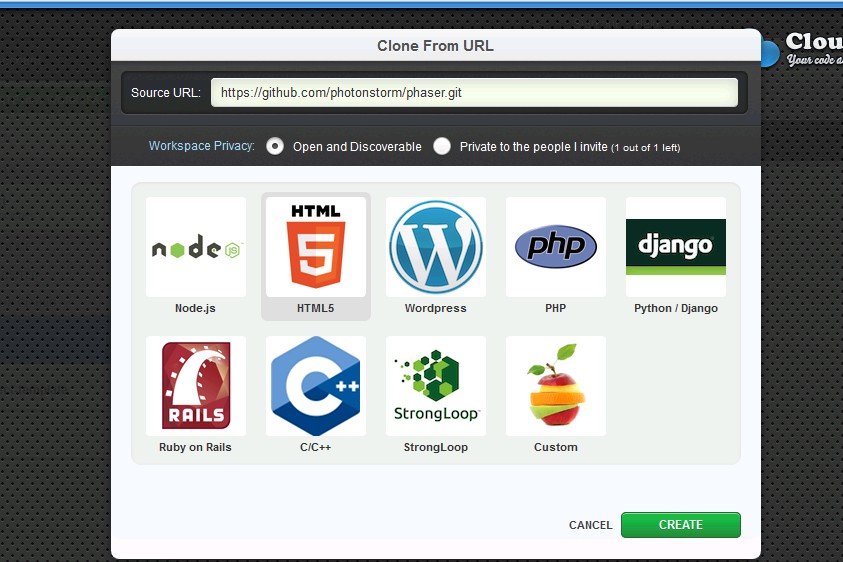 Clou
Your code a
Clone From URL
Source URL: https://github.com/photonstorm/phaser.git
Workspace Privacy: Open and Discoverable Private to the people I invite (1 out of 1 left)
node JS
HTML
5
W
php
django
Node.js HTML5 Wordpress PHP Python / Django
RAILS
C++
StrongLoop
Ruby on Rails C/C++ StrongLoop Custom
CANCEL CREATE